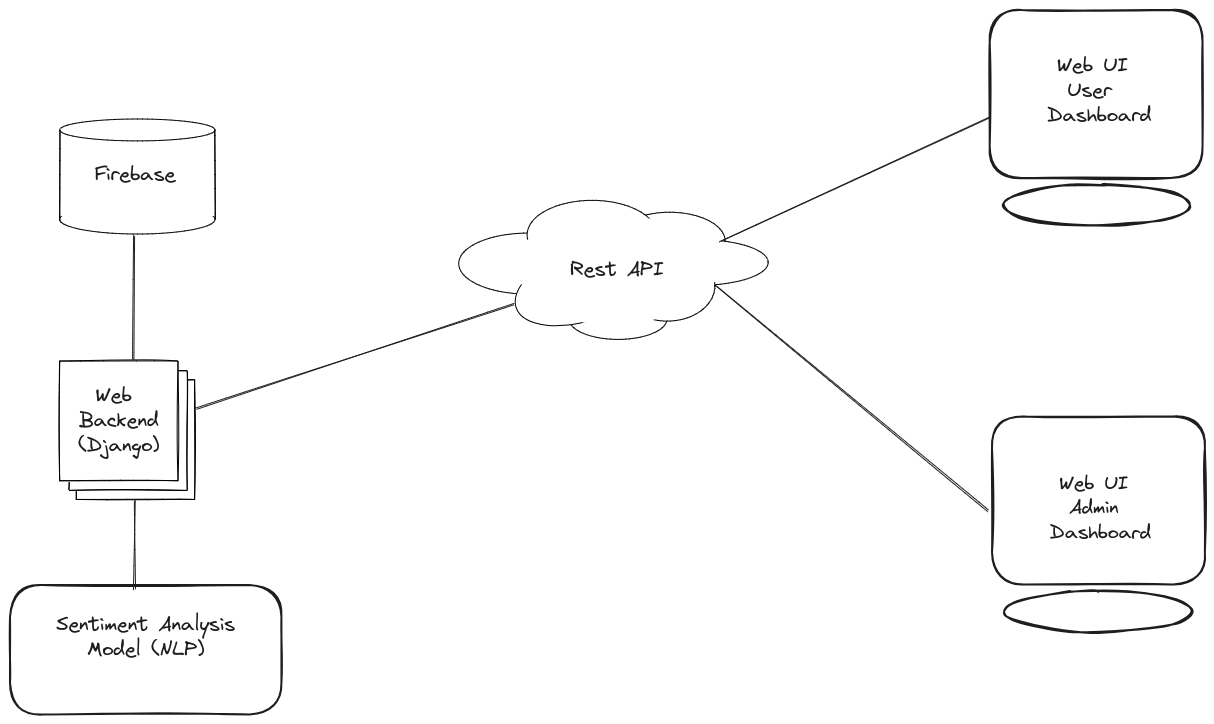 Web UI
User
Dashboard
Firebase
Rest API
Web
Backend
(Django)
Web UI
Admin
Dashboard
Sentiment Analysis
Model (NLP)